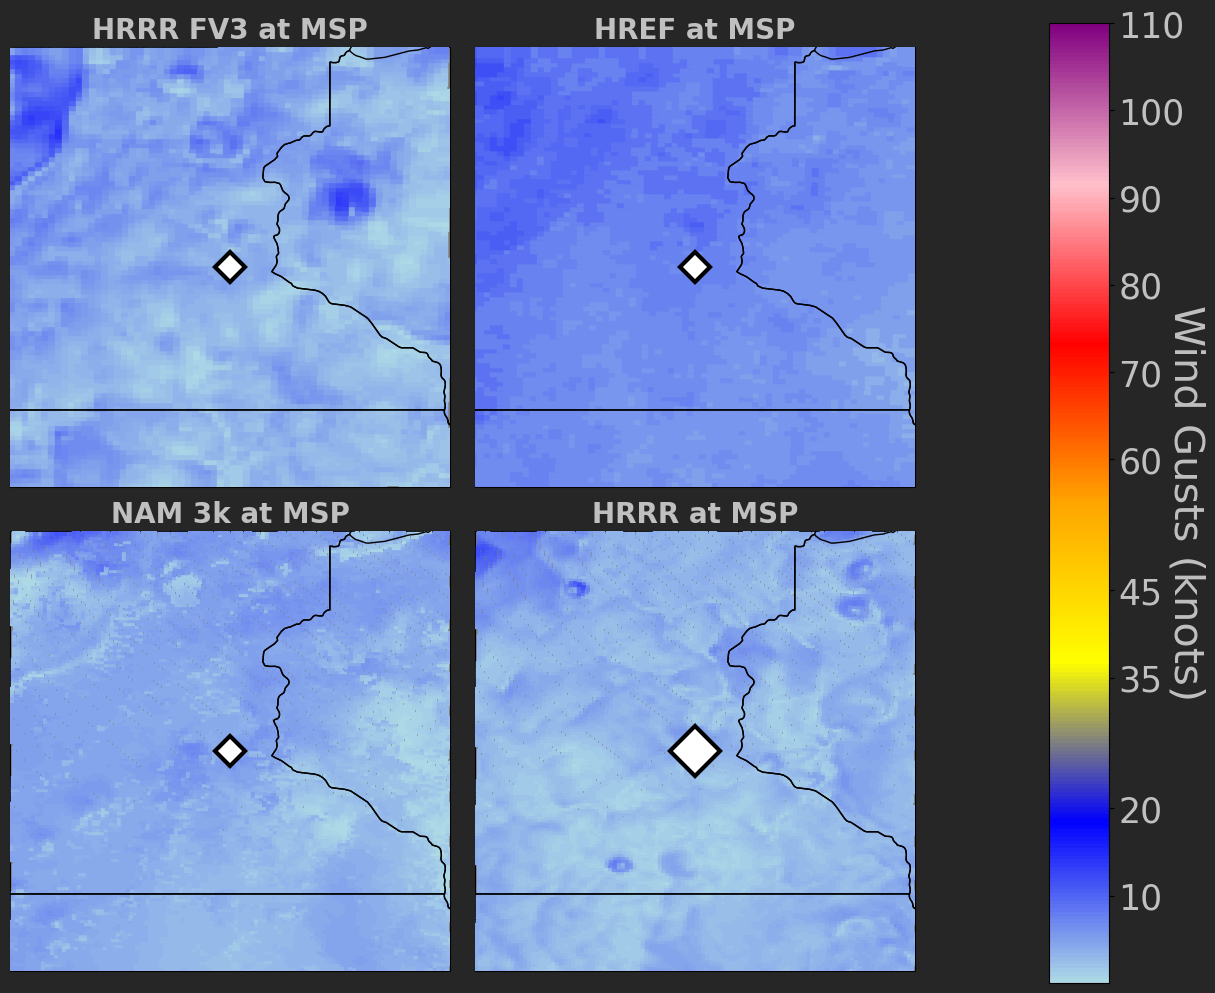 HRRR FV3 at MSP
HREF at MSP
NAM 3k at MSP
HRRR at MSP
110
100
90
80
70
60
45
35
20
10
Wind Gusts (knots)